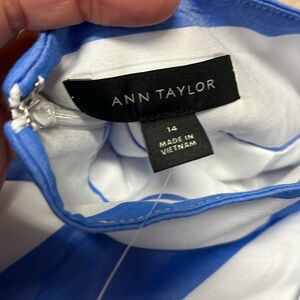 ANN TAYLOR
14
MADE IN
VIETNAM